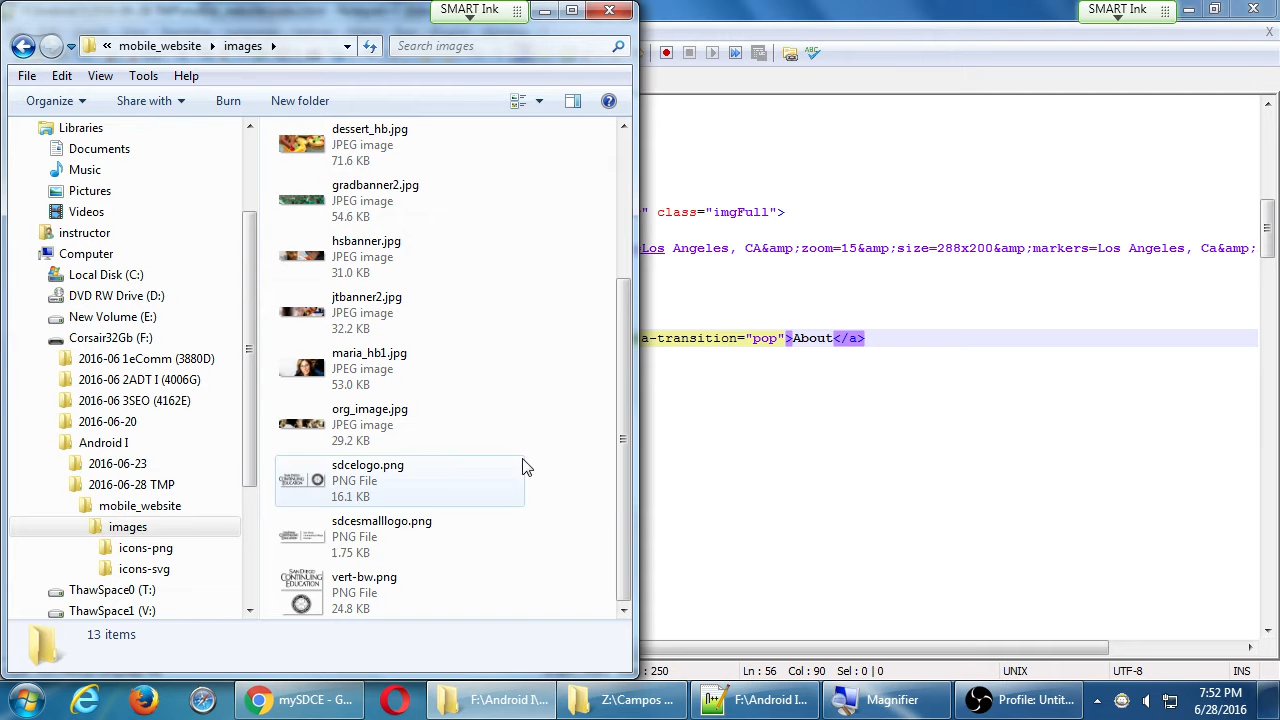 SMART Ink
SMART Ink
« mobile_website images
Search images
File Edit View Tools Help
Organize Share with Burn New folder
Libraries
Documents
Music
Pictures
Videos
instructor
Computer
Local Disk (C:)
DVD RW Drive (D:)
New Volume (E:)
Corsair32Gb (F:)
2016-06 1eComm (3880D)
2016-06 2ADT I (4006G)
2016-06 3SEO (4162E)
2016-06-20
Android I
2016-06-23
2016-06-28 TMP
mobile_website
images
icons-png
icons-svg
ThawSpace0 (T:)
ThawSpace1 (V:)
dessert_hb.jpg
JPEG image
71.6 KB
gradbanner2.jpg
JPEG image
54.6 KB
hsbanner.jpg
JPEG image
31.0 KB
jtbanner2.jpg
JPEG image
32.2 KB
maria_hb1.jpg
JPEG image
53.0 KB
org_image.jpg
JPEG image
29.2 KB
sdcelogo.png
PNG File
16.1 KB
sdcesmalllogo.png
PNG File
1.75 KB
SAN DIEGO
CONTINUING
EDUCATION
vert-bw.png
PNG File
24.8 KB
13 items
ABC
" class="imgFull">
=Los Angeles, CA&amp;zoom=15&amp;size=288x200&amp;markers=Los Angeles, Ca&amp;
a-transition="pop">About</a>
: 250 Ln : 56 Col : 90 Sel : 0 | 0 UNIX UTF-8 INS
mySDCE - G... F:\Android I\... Z:\Campos ... F:\Android I... Magnifier Profile: Untit... 7:52 PM
6/28/2016